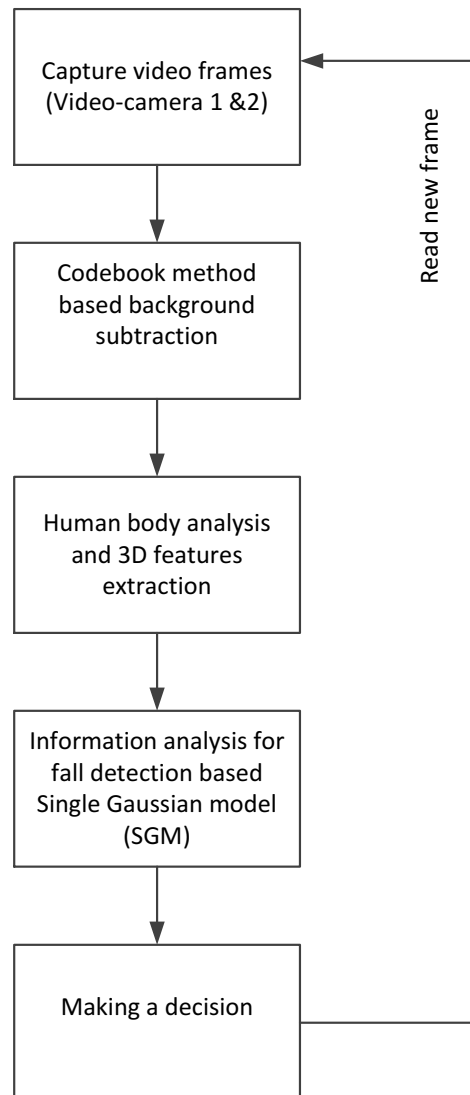 Capture video frames
(Video-camera 1 &2)
Read new frame
Codebook method
based background
subtraction
Human body analysis
and 3D features
extraction
Information analysis for
fall detection based
Single Gaussian model
(SGM)
Making a decision